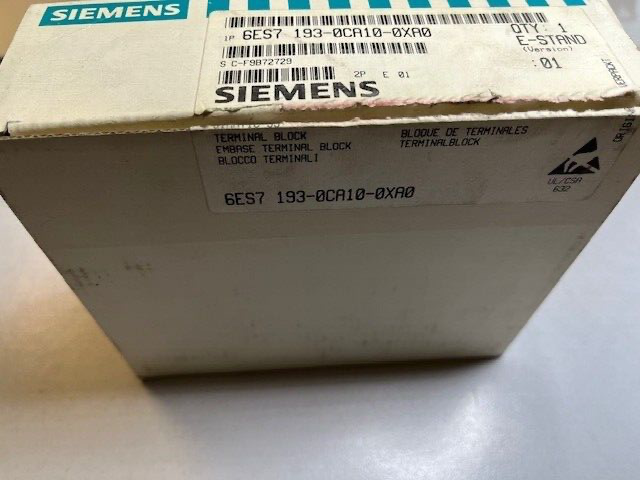 SIEMENS
1P 6ES7 193-0CA10-0XA0
QTY 1
E-STAND
(Version)
S C-F9B72729
: 01
2P E 01
SIEMENS
TERMINAL BLOCK
EMBASE TERMINAL BLOCK
BLOCCO TERMINALI
BLOQUE DE TERMINALES
TERMINALBLOCK
UL/CSA
632
6ES7 193-0CA10-0XA0